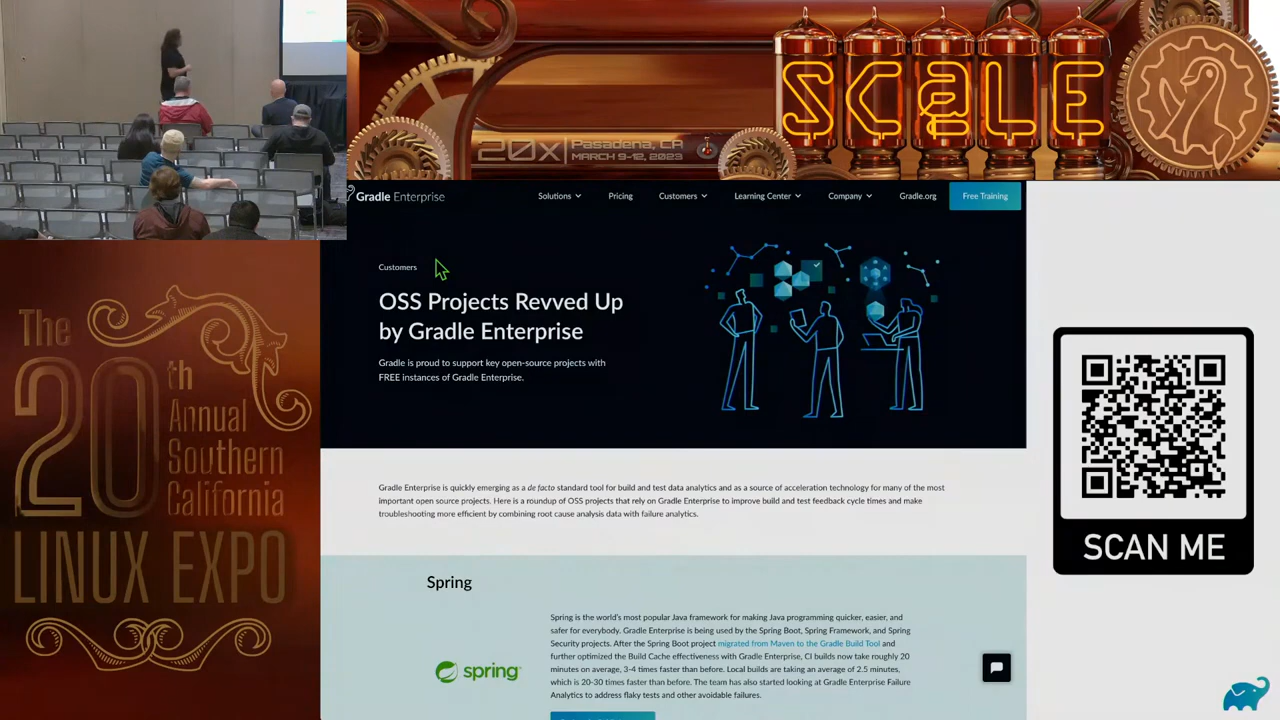 SC@LE
20x
Pasadena, CA
MARCH 9-12, 2023
Gradle Enterprise
Solutions
Pricing
Customers
Learning Center
Company
Gradle.org
Free Training
Customers
OSS Projects Revved Up
by Gradle Enterprise
Gradle is proud to support key open-source projects with
FREE instances of Gradle Enterprise.
Gradle Enterprise is quickly emerging as a de facto standard tool for build and test data analytics and as a source of acceleration technology for many of the most
important open source projects. Here is a roundup of OSS projects that rely on Gradle Enterprise to improve build and test feedback cycle times and make
troubleshooting more efficient by combining root cause analysis data with failure analytics.
Spring
spring
Spring is the world's most popular Java framework for making Java programming quicker, easier, and
safer for everybody. Gradle Enterprise is being used by the Spring Boot, Spring Framework, and Spring
Security projects. After the Spring Boot project migrated from Maven to the Gradle Build Tool and
further optimized the Build Cache effectiveness with Gradle Enterprise, CI builds now take roughly 20
minutes on average, 3-4 times faster than before. Local builds are taking an average of 2.5 minutes,
which is 20-30 times faster than before. The team has also started looking at Gradle Enterprise Failure
Analytics to address flaky tests and other avoidable failures.
SCAN ME
The
20th
Annual
Southern
California
LINUX EXPO